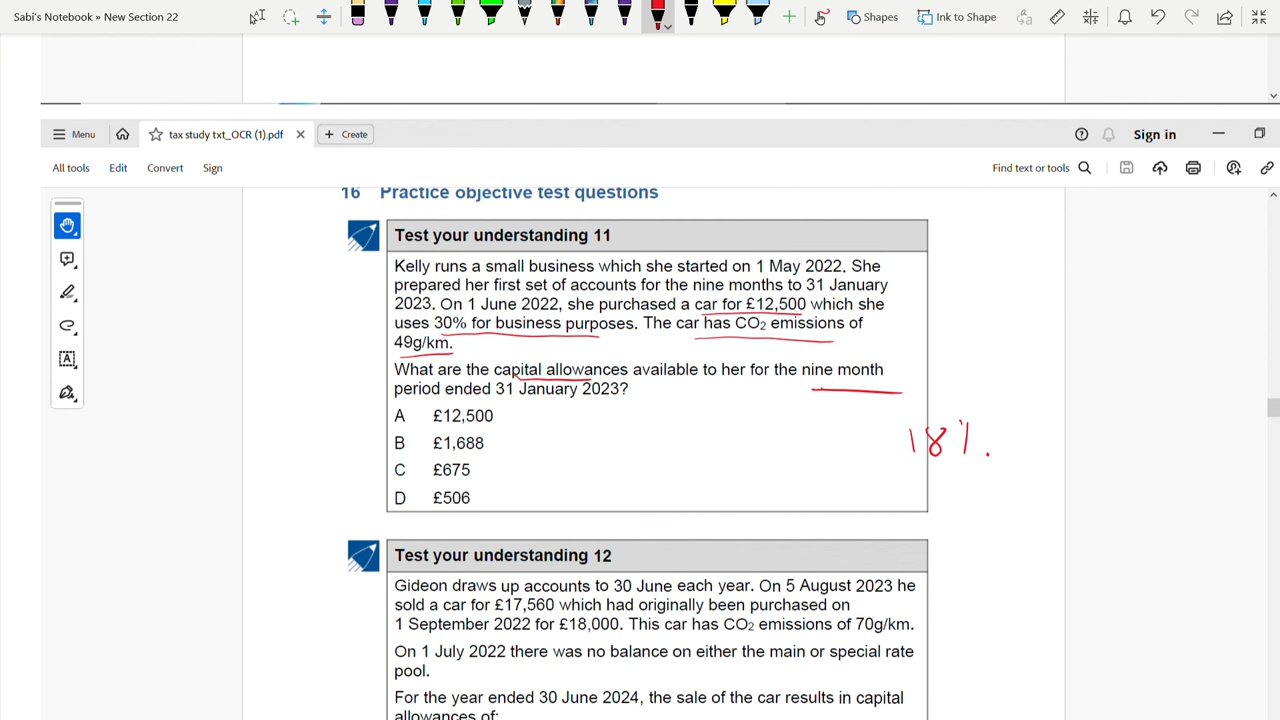 Sabi's Notebook » New Section 22
Shapes
Ink to Shape
Menu
tax study txt_OCR (1).pdf
Create
Sign in
All tools
Edit
Convert
Sign
Find text or tools
16 Practice objective test questions
Test your understanding 11
Kelly runs a small business which she started on 1 May 2022. She
prepared her first set of accounts for the nine months to 31 January
2023. On 1 June 2022, she purchased a car for £12,500 which she
uses 30% for business purposes. The car has CO₂ emissions of
49g/km.
What are the capital allowances available to her for the nine month
period ended 31 January 2023?
A £12,500
B £1,688
C £675
D £506
18%.
Test your understanding 12
Gideon draws up accounts to 30 June each year. On 5 August 2023 he
sold a car for £17,560 which had originally been purchased on
1 September 2022 for £18,000. This car has CO₂ emissions of 70g/km.
On 1 July 2022 there was no balance on either the main or special rate
pool.
For the year ended 30 June 2024, the sale of the car results in capital
allowances of: